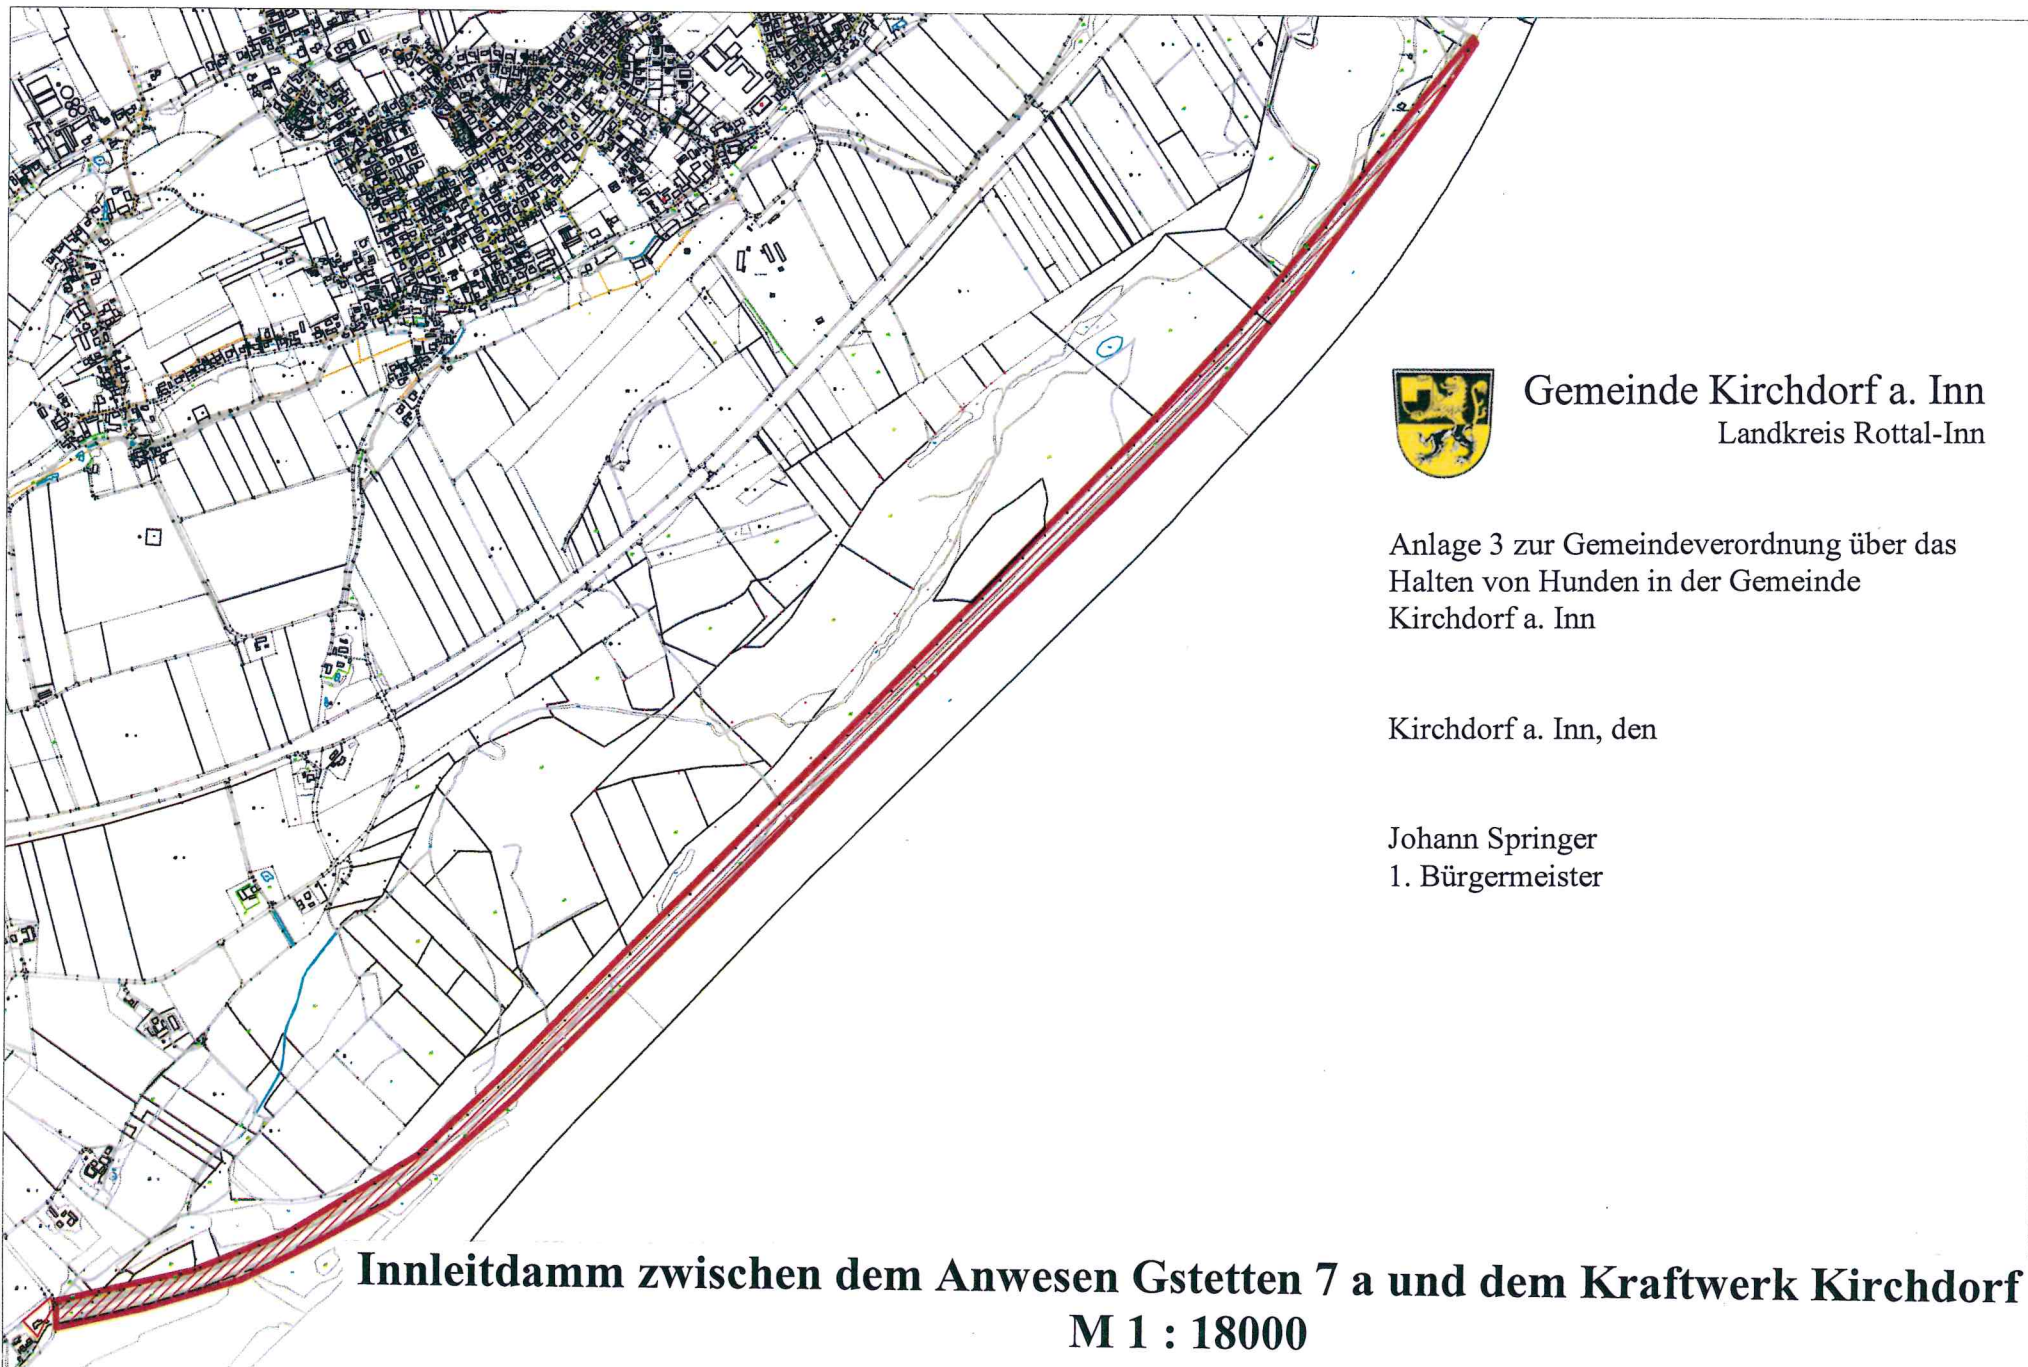 Gemeinde Kirchdorf a. Inn
Landkreis Rottal-Inn
Anlage 3 zur Gemeindeverordnung über das
Halten von Hunden in der Gemeinde
Kirchdorf a. Inn
Kirchdorf a. Inn, den
Johann Springer
1. Bürgermeister
Innleitdamm zwischen dem Anwesen Gstetten 7 a und dem Kraftwerk Kirchdorf
M 1 : 18000